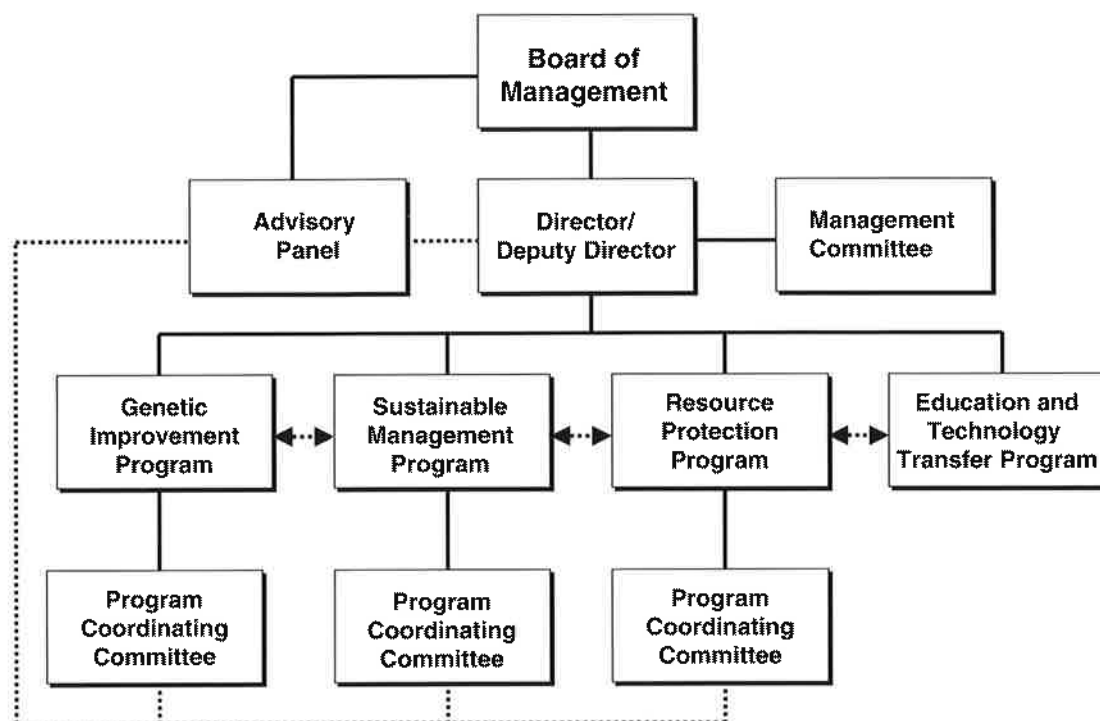 Board of
Management
Advisory
Panel
Director/
Deputy Director
Management
Committee
Genetic
Improvement
Program
Sustainable
Management
Program
Resource
Protection
Program
Education and
Technology
Transfer Program
Program
Coordinating
Committee
Program
Coordinating
Committee
Program
Coordinating
Committee